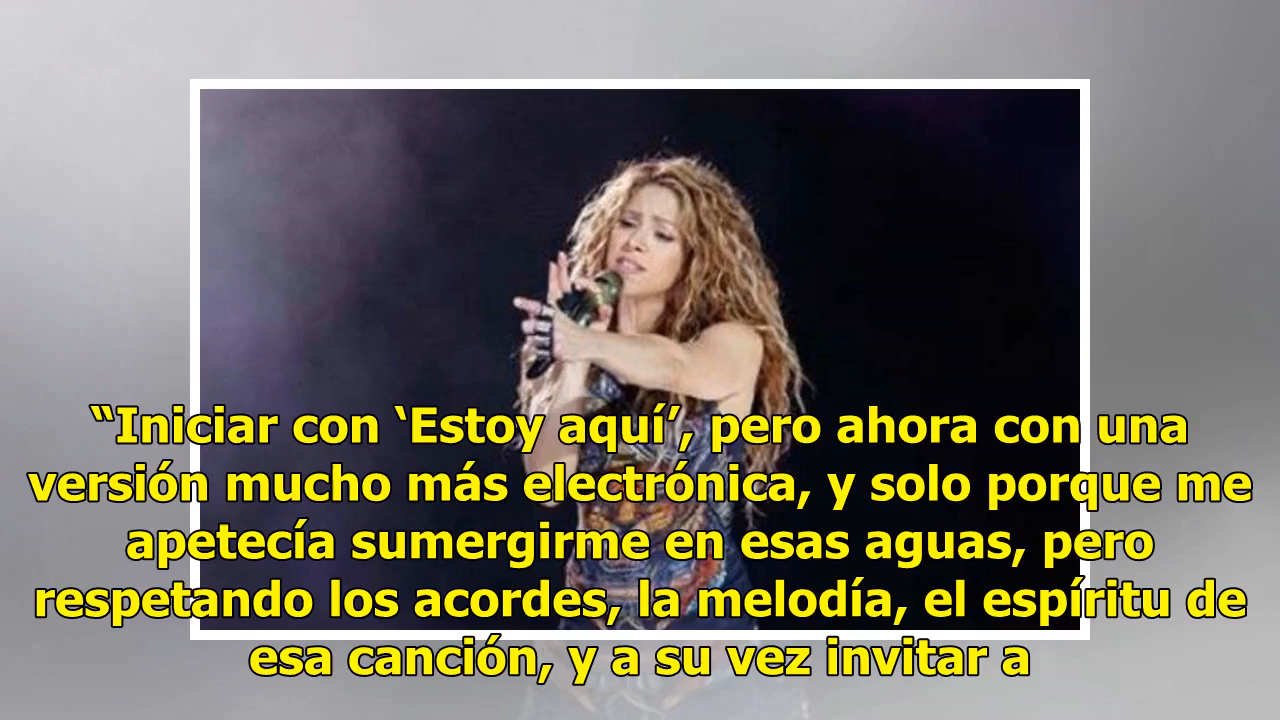 “Iniciar con ‘Estoy aquí’, pero ahora con una
versión mucho más electrónica, y solo porque me
apetecía sumergirme en esas aguas, pero
respetando los acordes, la melodía, el espíritu de
esa canción, y a su vez invitar a